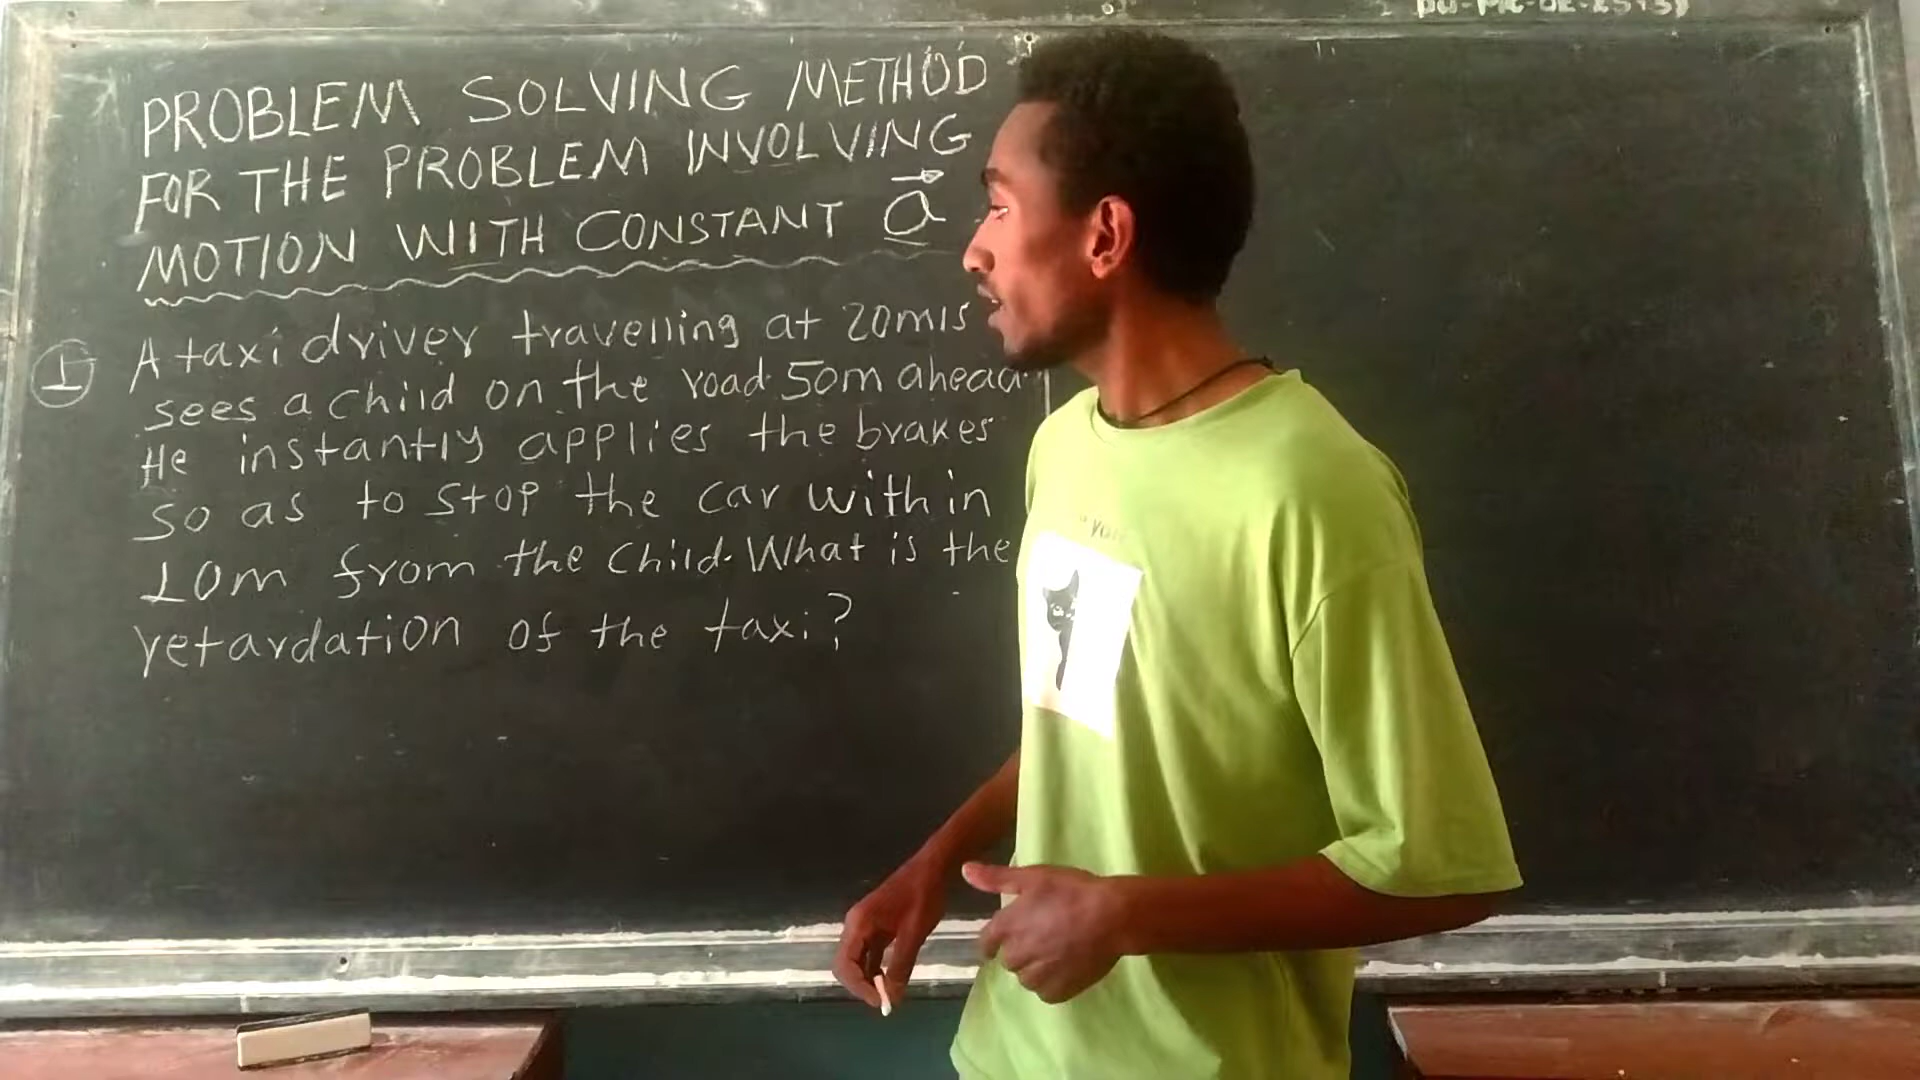 PROBLEM SOLVING METHOD
FOR THE PROBLEM INVOLVING
MOTION WITH CONSTANT a⃗
① A taxi driver travelling at 20m/s
sees a child on the road 50m ahead.
He instantly applies the brakes
so as to stop the car within
10m from the child. What is the
retardation of the taxi?